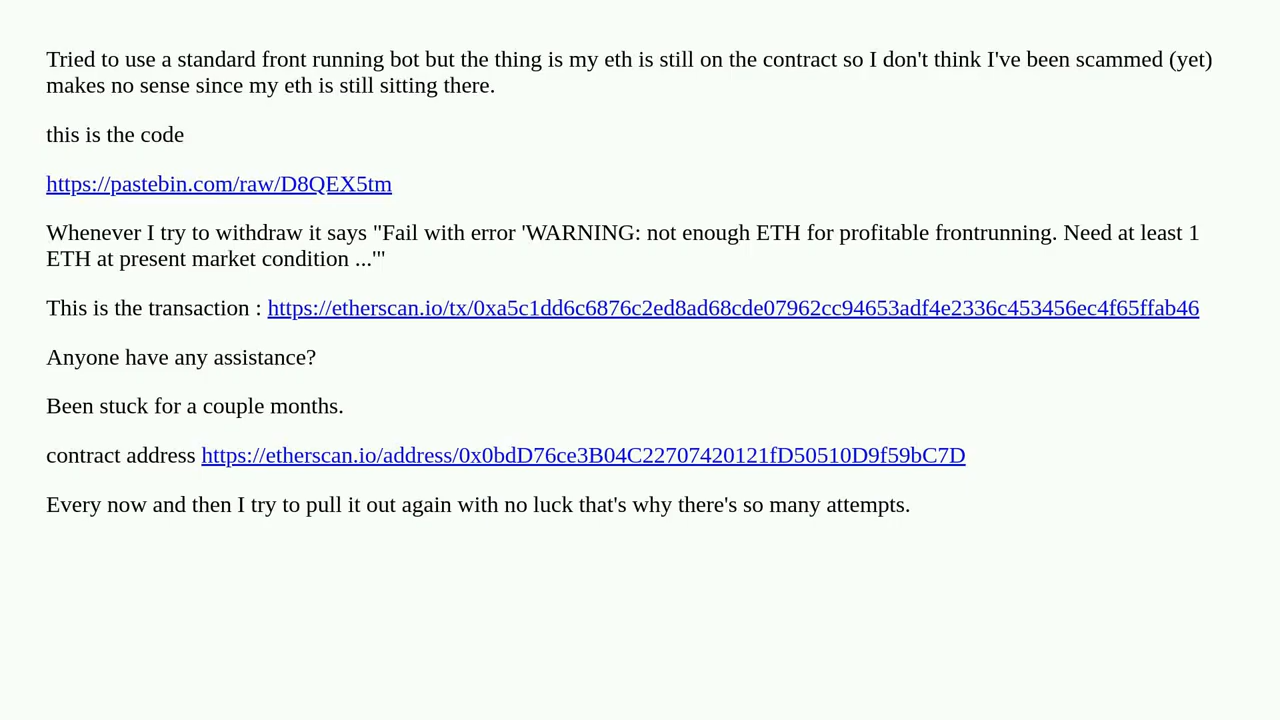 Tried to use a standard front running bot but the thing is my eth is still on the contract so I don't think I've been scammed (yet)
makes no sense since my eth is still sitting there.
this is the code
https://pastebin.com/raw/D8QEX5tm
Whenever I try to withdraw it says "Fail with error 'WARNING: not enough ETH for profitable frontrunning. Need at least 1
ETH at present market condition ...'"
This is the transaction : https://etherscan.io/tx/0xa5c1dd6c6876c2ed8ad68cde07962cc94653adf4e2336c453456ec4f65ffab46
Anyone have any assistance?
Been stuck for a couple months.
contract address https://etherscan.io/address/0x0bdD76ce3B04C22707420121fD50510D9f59bC7D
Every now and then I try to pull it out again with no luck that's why there's so many attempts.